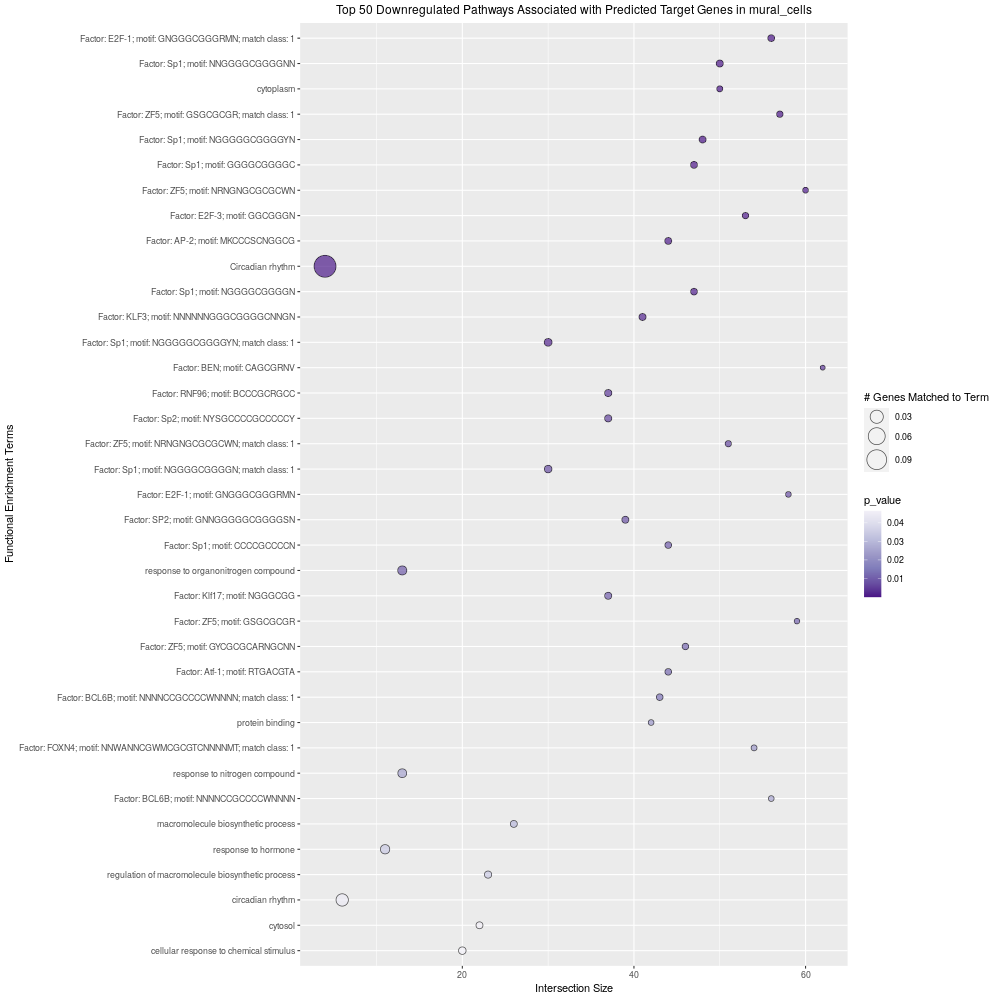 Top 50 Downregulated Pathways Associated with Predicted Target Genes in mural_cells
Functional Enrichment Terms
Factor: E2F-1; motif: GNGGGCGGGRMN; match class: 1
Factor: Sp1; motif: NNGGGGCGGGGNN
cytoplasm
Factor: ZF5; motif: GSGCGCGR; match class: 1
Factor: Sp1; motif: NGGGGGCGGGGYN
Factor: Sp1; motif: GGGGCGGGGC
Factor: ZF5; motif: NRNGNGCGCGCWN
Factor: E2F-3; motif: GGCGGGN
Factor: AP-2; motif: MKCCCSCNGGCG
Circadian rhythm
Factor: Sp1; motif: NGGGGCGGGGN
Factor: KLF3; motif: NNNNNNGGGCGGGGCNNGN
Factor: Sp1; motif: NGGGGGCGGGGYN; match class: 1
Factor: BEN; motif: CAGCGRNV
Factor: RNF96; motif: BCCCGCRGCC
Factor: Sp2; motif: NYSGCCCCGCCCCCY
Factor: ZF5; motif: NRNGNGCGCGCWN; match class: 1
Factor: Sp1; motif: NGGGGCGGGGN; match class: 1
Factor: E2F-1; motif: GNGGGCGGGRMN
Factor: SP2; motif: GNNGGGGGCGGGGSN
Factor: Sp1; motif: CCCCGCCCCN
response to organonitrogen compound
Factor: Klf17; motif: NGGGCGG
Factor: ZF5; motif: GSGCGCGR
Factor: ZF5; motif: GYCGCGCARNGCNN
Factor: Atf-1; motif: RTGACGTA
Factor: BCL6B; motif: NNNNCCGCCCCWNNNN; match class: 1
protein binding
Factor: FOXN4; motif: NNWANNCGWMCGCGTCNNNNMT; match class: 1
response to nitrogen compound
Factor: BCL6B; motif: NNNNCCGCCCCWNNNN
macromolecule biosynthetic process
response to hormone
regulation of macromolecule biosynthetic process
circadian rhythm
cytosol
cellular response to chemical stimulus
20 40 60
Intersection Size
# Genes Matched to Term
0.03
0.06
0.09
p_value
0.04
0.03
0.02
0.01